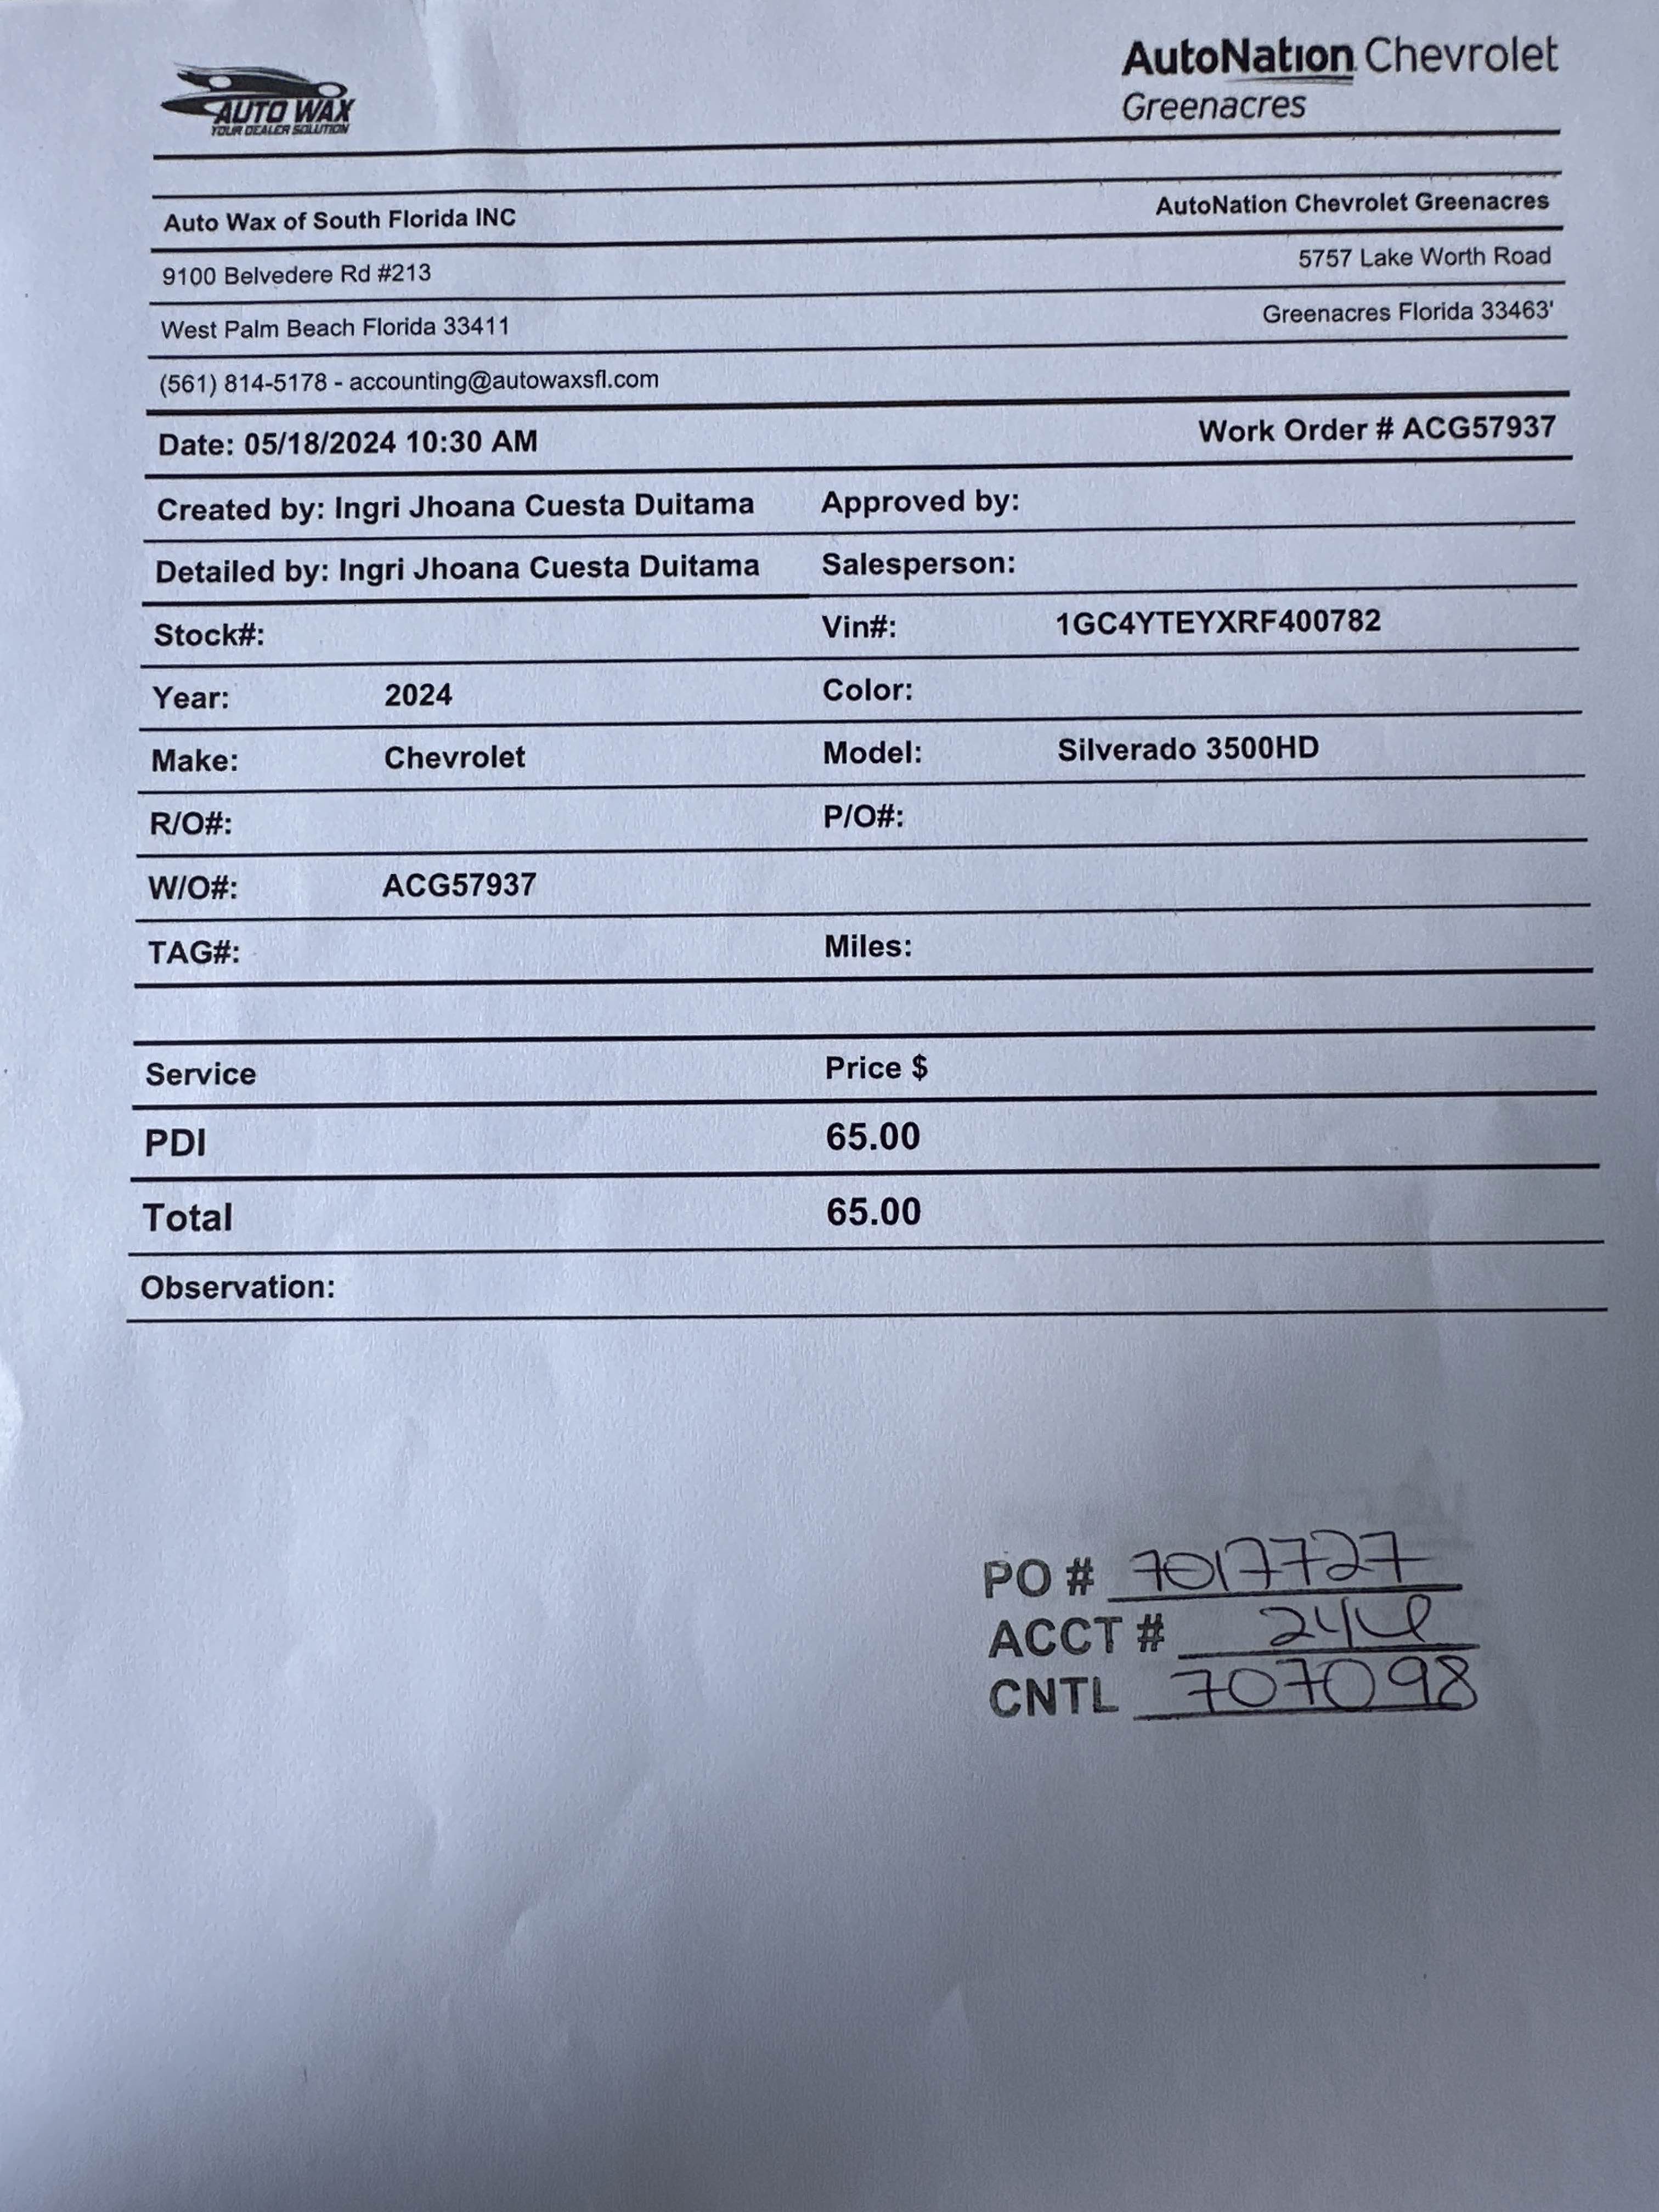 AUTO WAX
YOUR DEALER SOLUTION
AutoNation Chevrolet
Greenacres
Auto Wax of South Florida INC AutoNation Chevrolet Greenacres
9100 Belvedere Rd #213 5757 Lake Worth Road
West Palm Beach Florida 33411 Greenacres Florida 33463'
(561) 814-5178 - accounting@autowaxsfl.com
Date: 05/18/2024 10:30 AM Work Order # ACG57937
Created by: Ingri Jhoana Cuesta Duitama Approved by:
Detailed by: Ingri Jhoana Cuesta Duitama Salesperson:
Stock#: Vin#: 1GC4YTEYXRF400782
Year: 2024 Color:
Make: Chevrolet Model: Silverado 3500HD
R/O#: P/O#:
W/O#: ACG57937
TAG#: Miles:
Service Price $
PDI 65.00
Total 65.00
Observation:
PO # 7017727
ACCT #
CNTL 707098